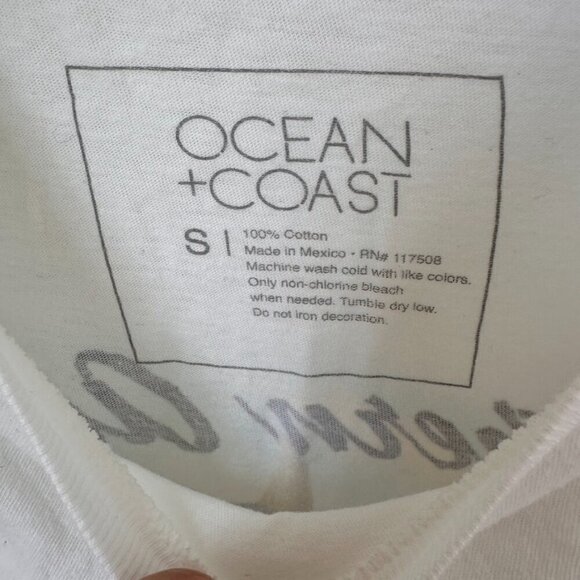 OCEAN
+COAST
S
100% Cotton
Made in Mexico • RN# 117508
Machine wash cold with like colors.
Only non-chlorine bleach
when needed. Tumble dry low.
Do not iron decoration.